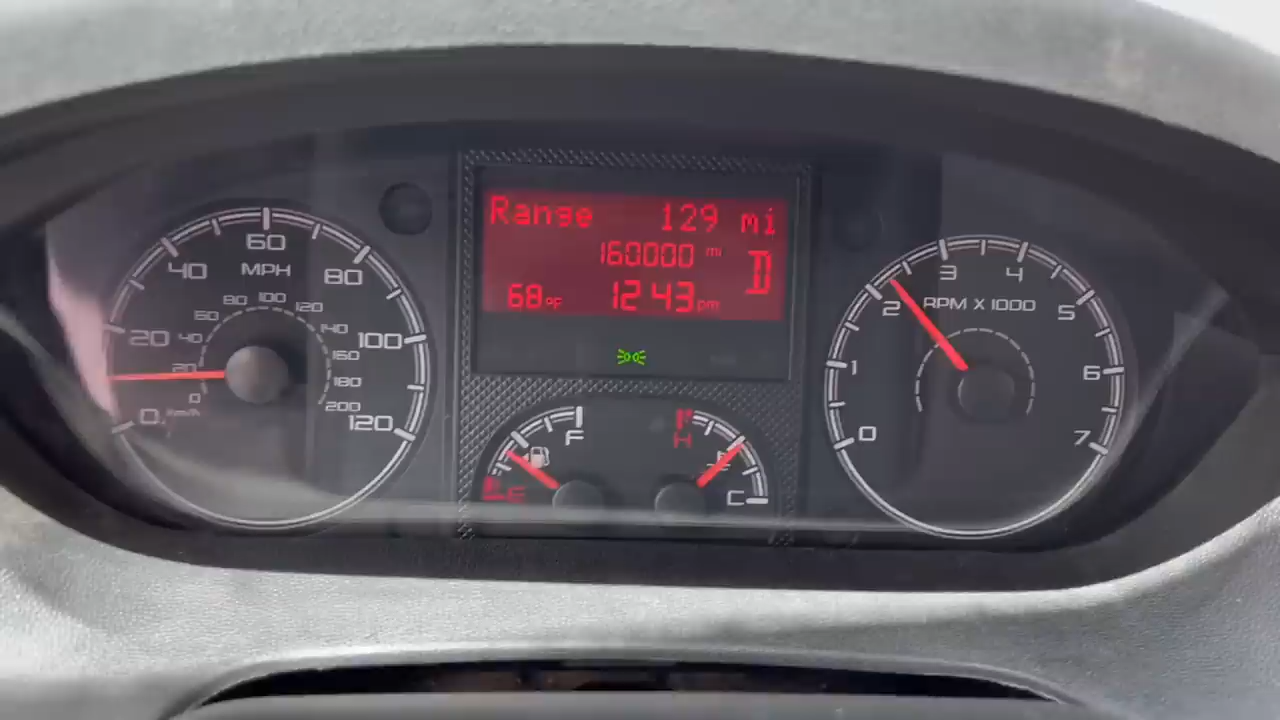 Range 129 mi
160000 mi
D
68°F 12 43 pm
0 20 40 60 80 100 120
MPH
0 20 40 60 80 100 120 140 160 180 200
km/h
E F
H C
0 1 2 3 4 5 6 7
RPM X 1000